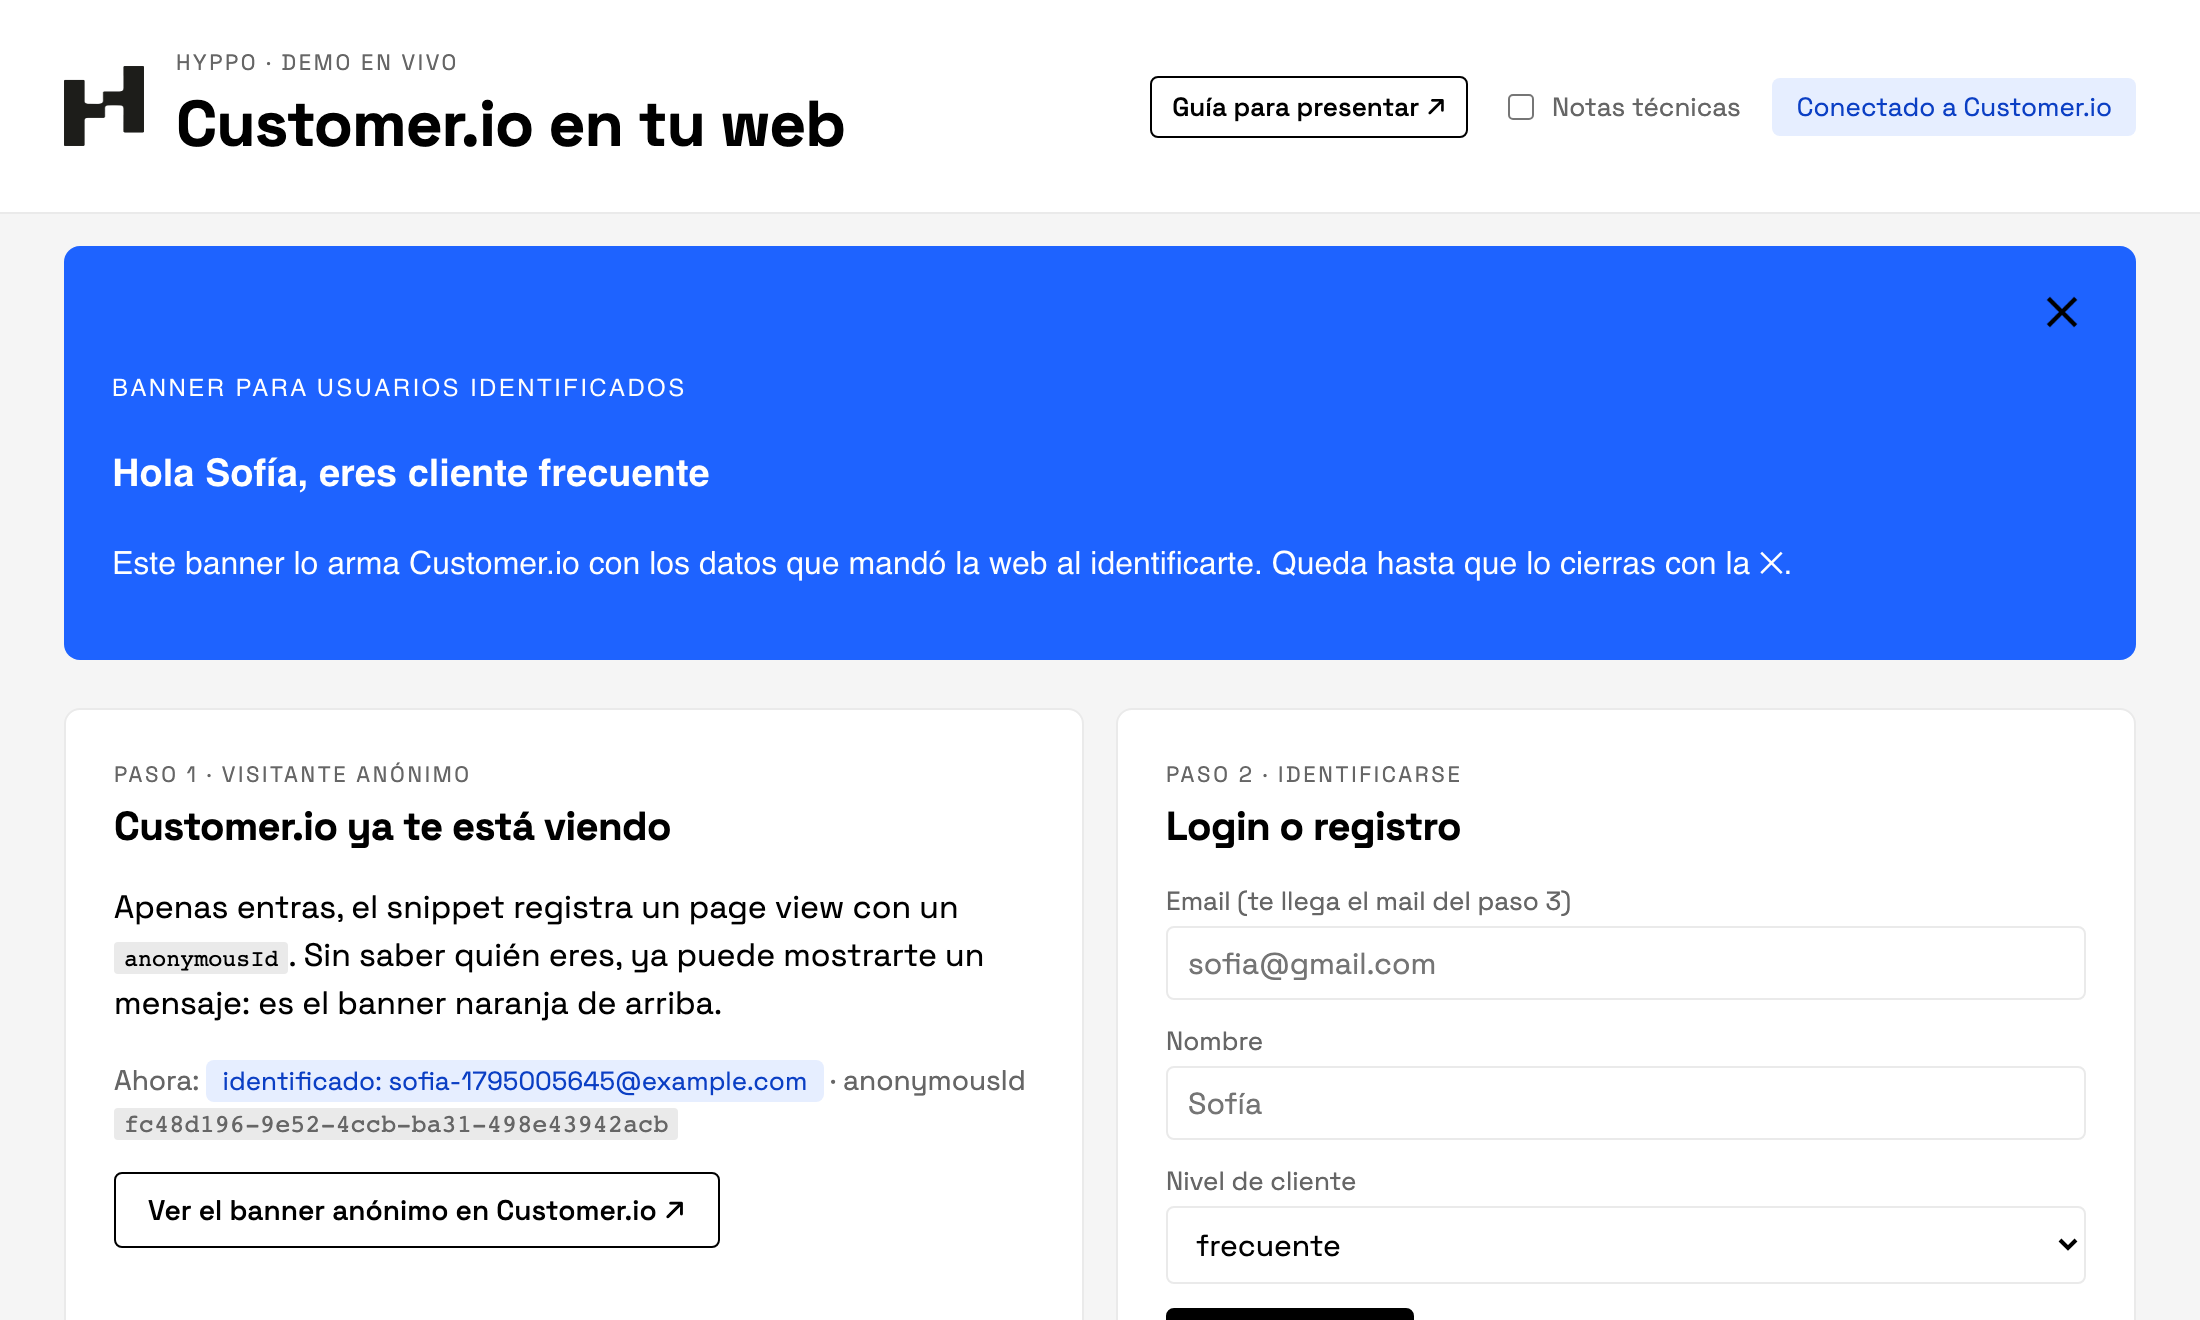 HYPPO · DEMO EN VIVO
Customer.io en tu web
Guía para presentar ↗
Notas técnicas
Conectado a Customer.io
BANNER PARA USUARIOS IDENTIFICADOS
Hola Sofía, eres cliente frecuente
Este banner lo arma Customer.io con los datos que mandó la web al identificarte. Queda hasta que lo cierras con la ✕.
PASO 1 · VISITANTE ANÓNIMO
Customer.io ya te está viendo
Apenas entras, el snippet registra un page view con un
anonymousId. Sin saber quién eres, ya puede mostrarte un
mensaje: es el banner naranja de arriba.
Ahora: identificado: sofia-1795005645@example.com · anonymousId
fc48d196-9e52-4ccb-ba31-498e43942acb
Ver el banner anónimo en Customer.io ↗
PASO 2 · IDENTIFICARSE
Login o registro
Email (te llega el mail del paso 3)
sofia@gmail.com
Nombre
Sofía
Nivel de cliente
frecuente